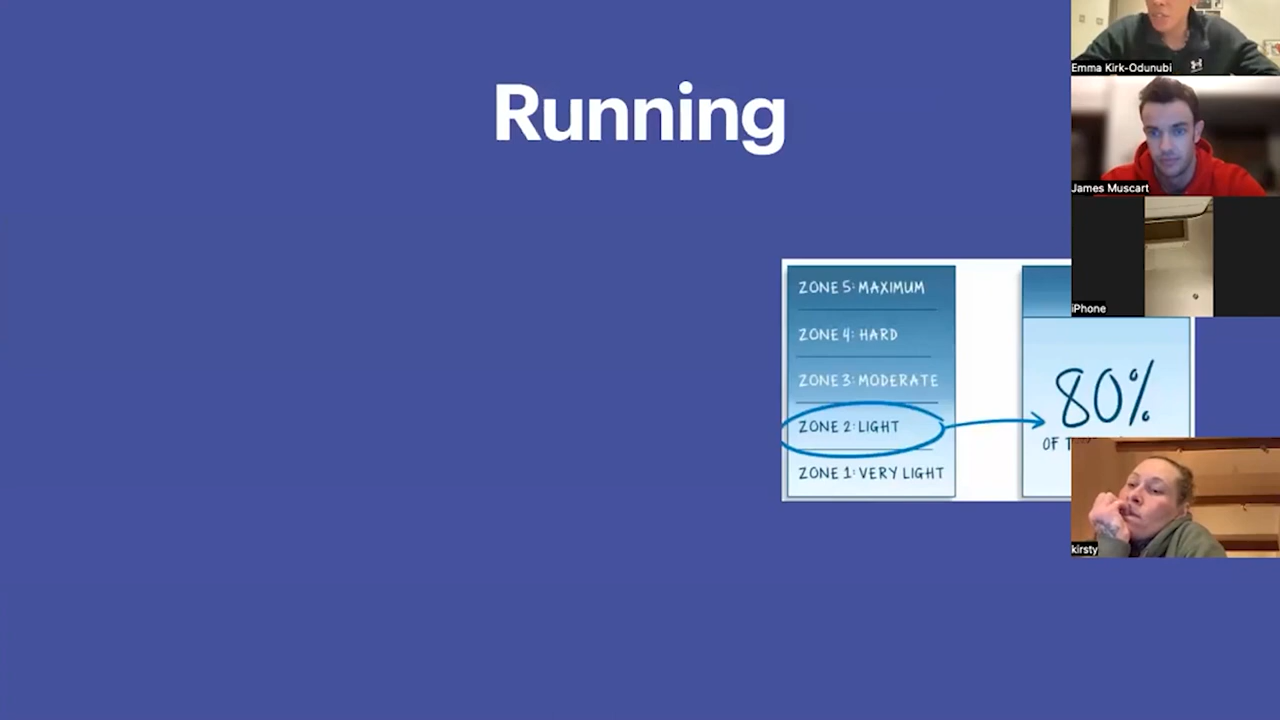 Running
ZONE 5: MAXIMUM
ZONE 4: HARD
ZONE 3: MODERATE
ZONE 2: LIGHT
ZONE 1: VERY LIGHT
80%
OF
Emma Kirk-Odunubi
James Muscart
iPhone
kirsty